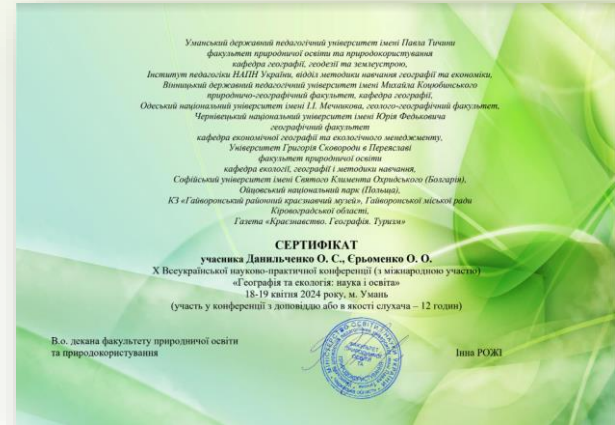 Уманський державний педагогічний університет імені Павла Тичини
факультет природничої освіти та природокористування
кафедра географії, геодезії та землеустрою,
Інститут педагогіки НАПН України, відділ методики навчання географії та економіки,
Вінницький державний педагогічний університет імені Михайла Коцюбинського
природничо-географічний факультет, кафедра географії,
Одеський національний університет імені І.І. Мечникова, геолого-географічний факультет,
Чернівецький національний університет імені Юрія Федьковича
географічний факультет
кафедра економічної географії та екологічного менеджменту,
Університет Григорія Сковороди в Переяславі
факультет природничої освіти
кафедра екології, географії і методики навчання,
Софійський університет імені Святого Климента Охридського (Болгарія),
Ойцовський національний парк (Польща),
КЗ «Гайворонський районний краєзнавчий музей», Гайворонської міської ради
Кіровоградської області,
Газета «Краєзнавство. Географія. Туризм»
СЕРТИФІКАТ
учасника Данильченко О. С., Єрьоменко О. О.
Х Всеукраїнської науково-практичної конференції (з міжнародною участю)
«Географія та екологія: наука і освіта»
18-19 квітня 2024 року, м. Умань
(участь у конференції з доповіддю або в якості слухача – 12 годин)
В.о. декана факультету природничої освіти
та природокористування
Інна РОЖІ